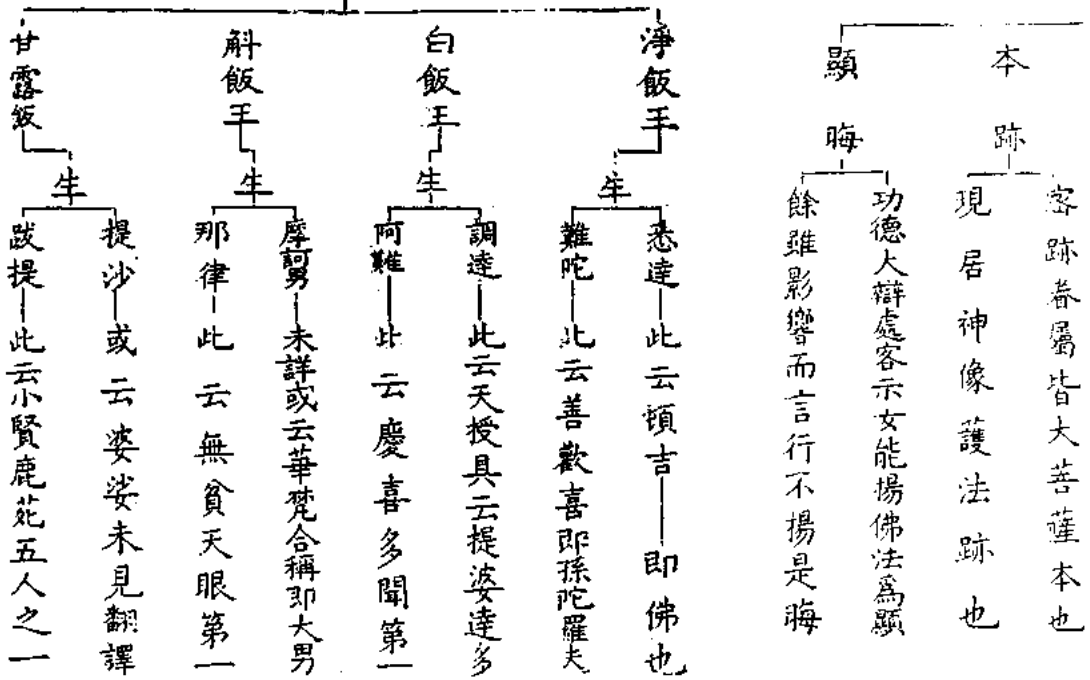 本跡
密跡眷屬皆大菩薩本也
現居神像護法跡也
顯晦
功德大辯處容示女能揚佛法爲顯
餘雖影響而言行不揚是晦
淨飯王
生
悉達 此云頓吉 即佛也
難陀 此云善歡喜即孫陀羅夫
白飯王
生
調達 此云天授具云提婆達多
阿難 此云慶喜多聞第一
斛飯王
生
摩訶男 未詳或云華梵合稱即大男
那律 此云無貧天眼第一
甘露飯
生
提沙 或云婆娑未見翻譯
跋提 此云小賢鹿苑五人之一